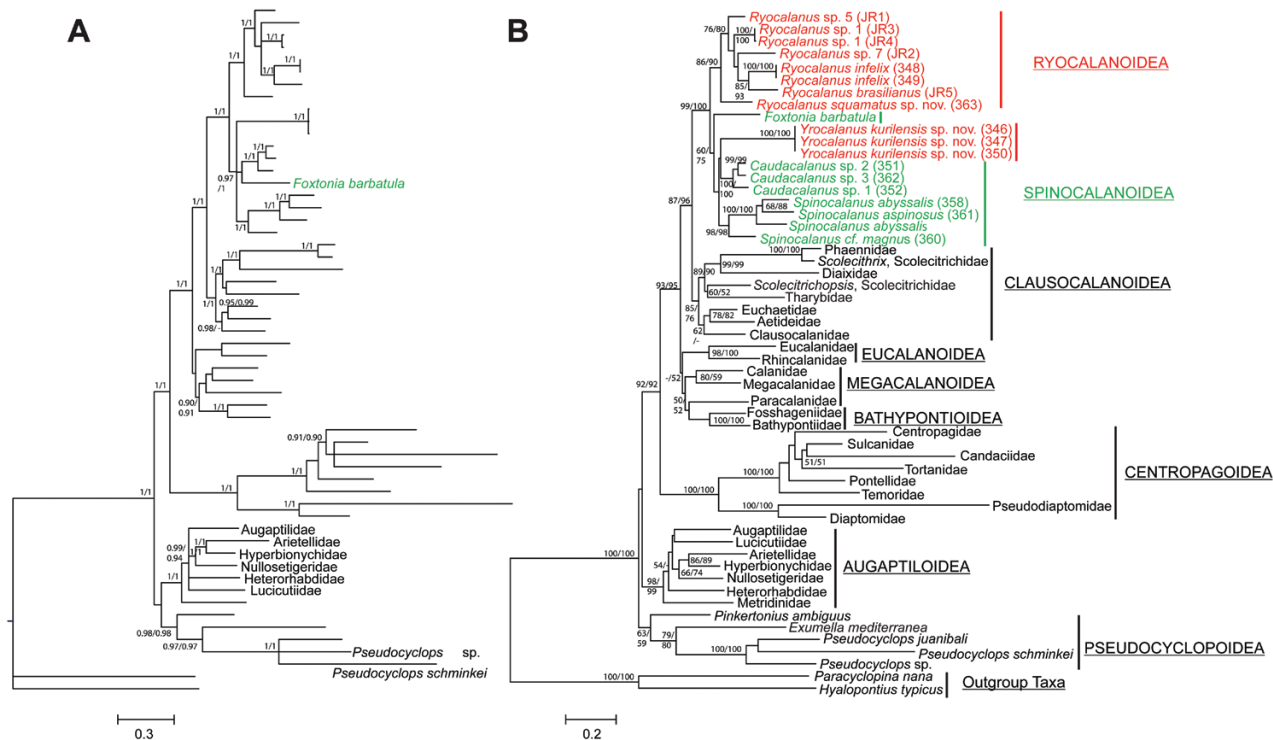 A
1/1
1/1
1/1
1/1
1/1
1/1
1/1
1/1
1/1
1/1
0.97
/1
Foxtonia barbatula
1/1
1/1
1/1
1/1
1/1
1/1
1/1
1/1
0.95/0.99
0.98/-
1/1
1/1
0.90/
0.91
1/1
1/1
0.91/0.90
1/1
1/1
1/1
Augaptilidae
1/1
Arietellidae
0.99/
0.94
1/1
Hyperbionychidae
Nullosetigeridae
1/1
Heterorhabdidae
Lucicutiidae
0.98/0.98
0.97/0.97
1/1
Pseudocyclops sp.
Pseudocyclops schminkei
0.3
B
Ryocalanus sp. 5 (JR1)
76/80
100/
100
Ryocalanus sp. 1 (JR3)
Ryocalanus sp. 1 (JR4)
Ryocalanus sp. 7 (JR2)
RYOCALANOIDEA
86/90
100/100
Ryocalanus infelix (348)
Ryocalanus infelix (349)
85/
93
Ryocalanus brasilianus (JR5)
Ryocalanus squamatus sp. nov. (363)
99/100
Foxtonia barbatula
100/100
Yrocalanus kurilensis sp. nov. (346)
Yrocalanus kurilensis sp. nov. (347)
Yrocalanus kurilensis sp. nov. (350)
60/
75
99/99
Caudacalanus sp. 2 (351)
Caudacalanus sp. 3 (362)
100/
100
Caudacalanus sp. 1 (352)
SPINOCALANOIDEA
87/96
100/100
68/88
Spinocalanus abyssalis (358)
Spinocalanus aspinosus (361)
Spinocalanus abyssalis
98/98
Spinocalanus cf. magnus (360)
100/100
Phaennidae
Scolecithrix, Scolecitrichidae
89/90
99/99
Diaixidae
CLAUSOCALANOIDEA
93/95
Scolecitrichopsis, Scolecitrichidae
60/52
Tharybidae
85/
76
Euchaetidae
78/82
Aetideidae
62
/-
Clausocalanidae
Eucalanidae
98/100
EUCALANOIDEA
Rhincalanidae
-/52
Calanidae
80/59
MEGACALANOIDEA
Megacalanidae
92/92
50/
52
Paracalanidae
Fosshageniidae
100/100
BATHYPONTIOIDEA
Bathypontiidae
Centropagidae
Sulcanidae
Candaciidae
51/51
Tortanidae
100/100
CENTROPAGOIDEA
Pontellidae
Temoridae
100/100
Pseudodiaptomidae
100/100
Diaptomidae
Augaptilidae
Lucicutiidae
100/100
Arietellidae
86/89
54/-
Hyperbionychidae
AUGAPTILOIDEA
66/74
Nullosetigeridae
98/
99
Heterorhabdidae
Metridinidae
Pinkertonius ambiguus
63/
59
79/
80
Exumella mediterranea
Pseudocyclops juanibali
100/100
Pseudocyclops schminkei
PSEUDOCYCLOPOIDEA
Pseudocyclops sp.
100/100
Paracyclopina nana
Outgroup Taxa
Hyalopontius typicus
0.2